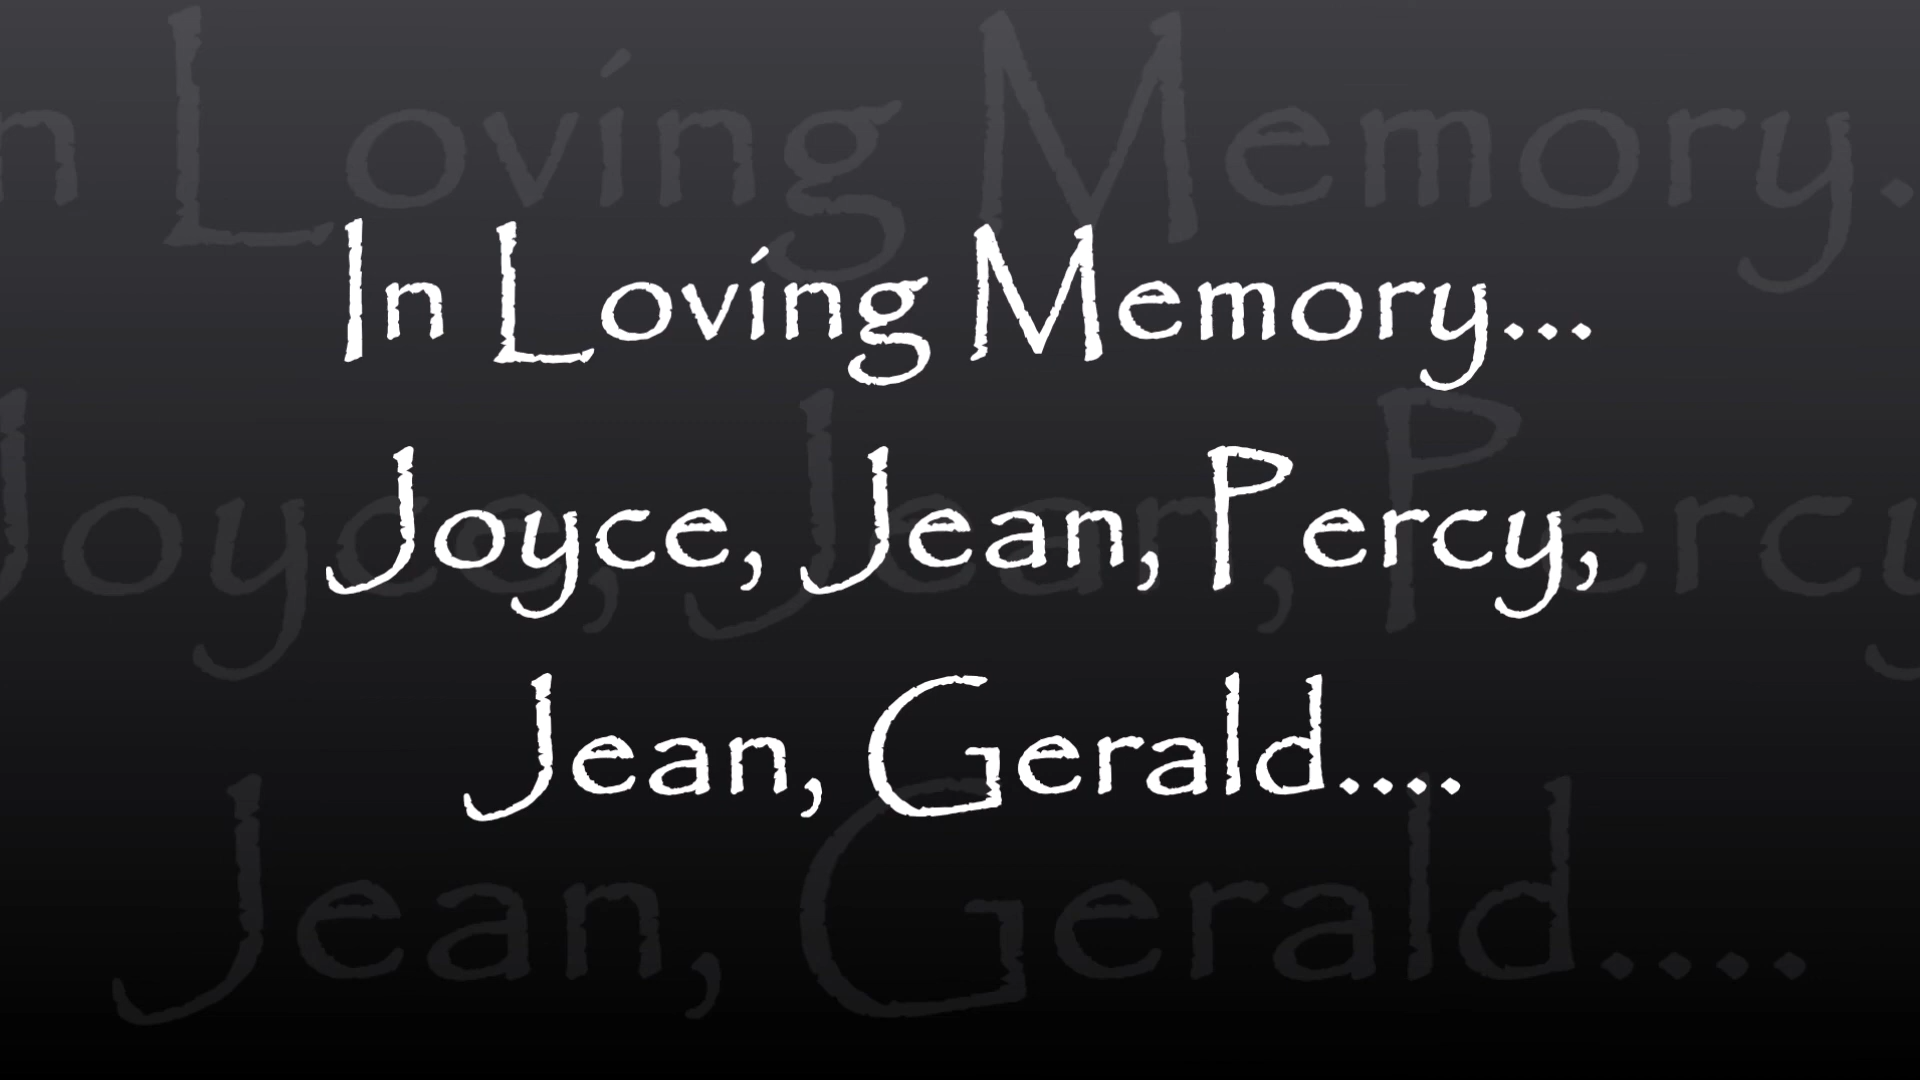 In Loving Memory...
Joyce, Jean, Percy,
Jean, Gerald....